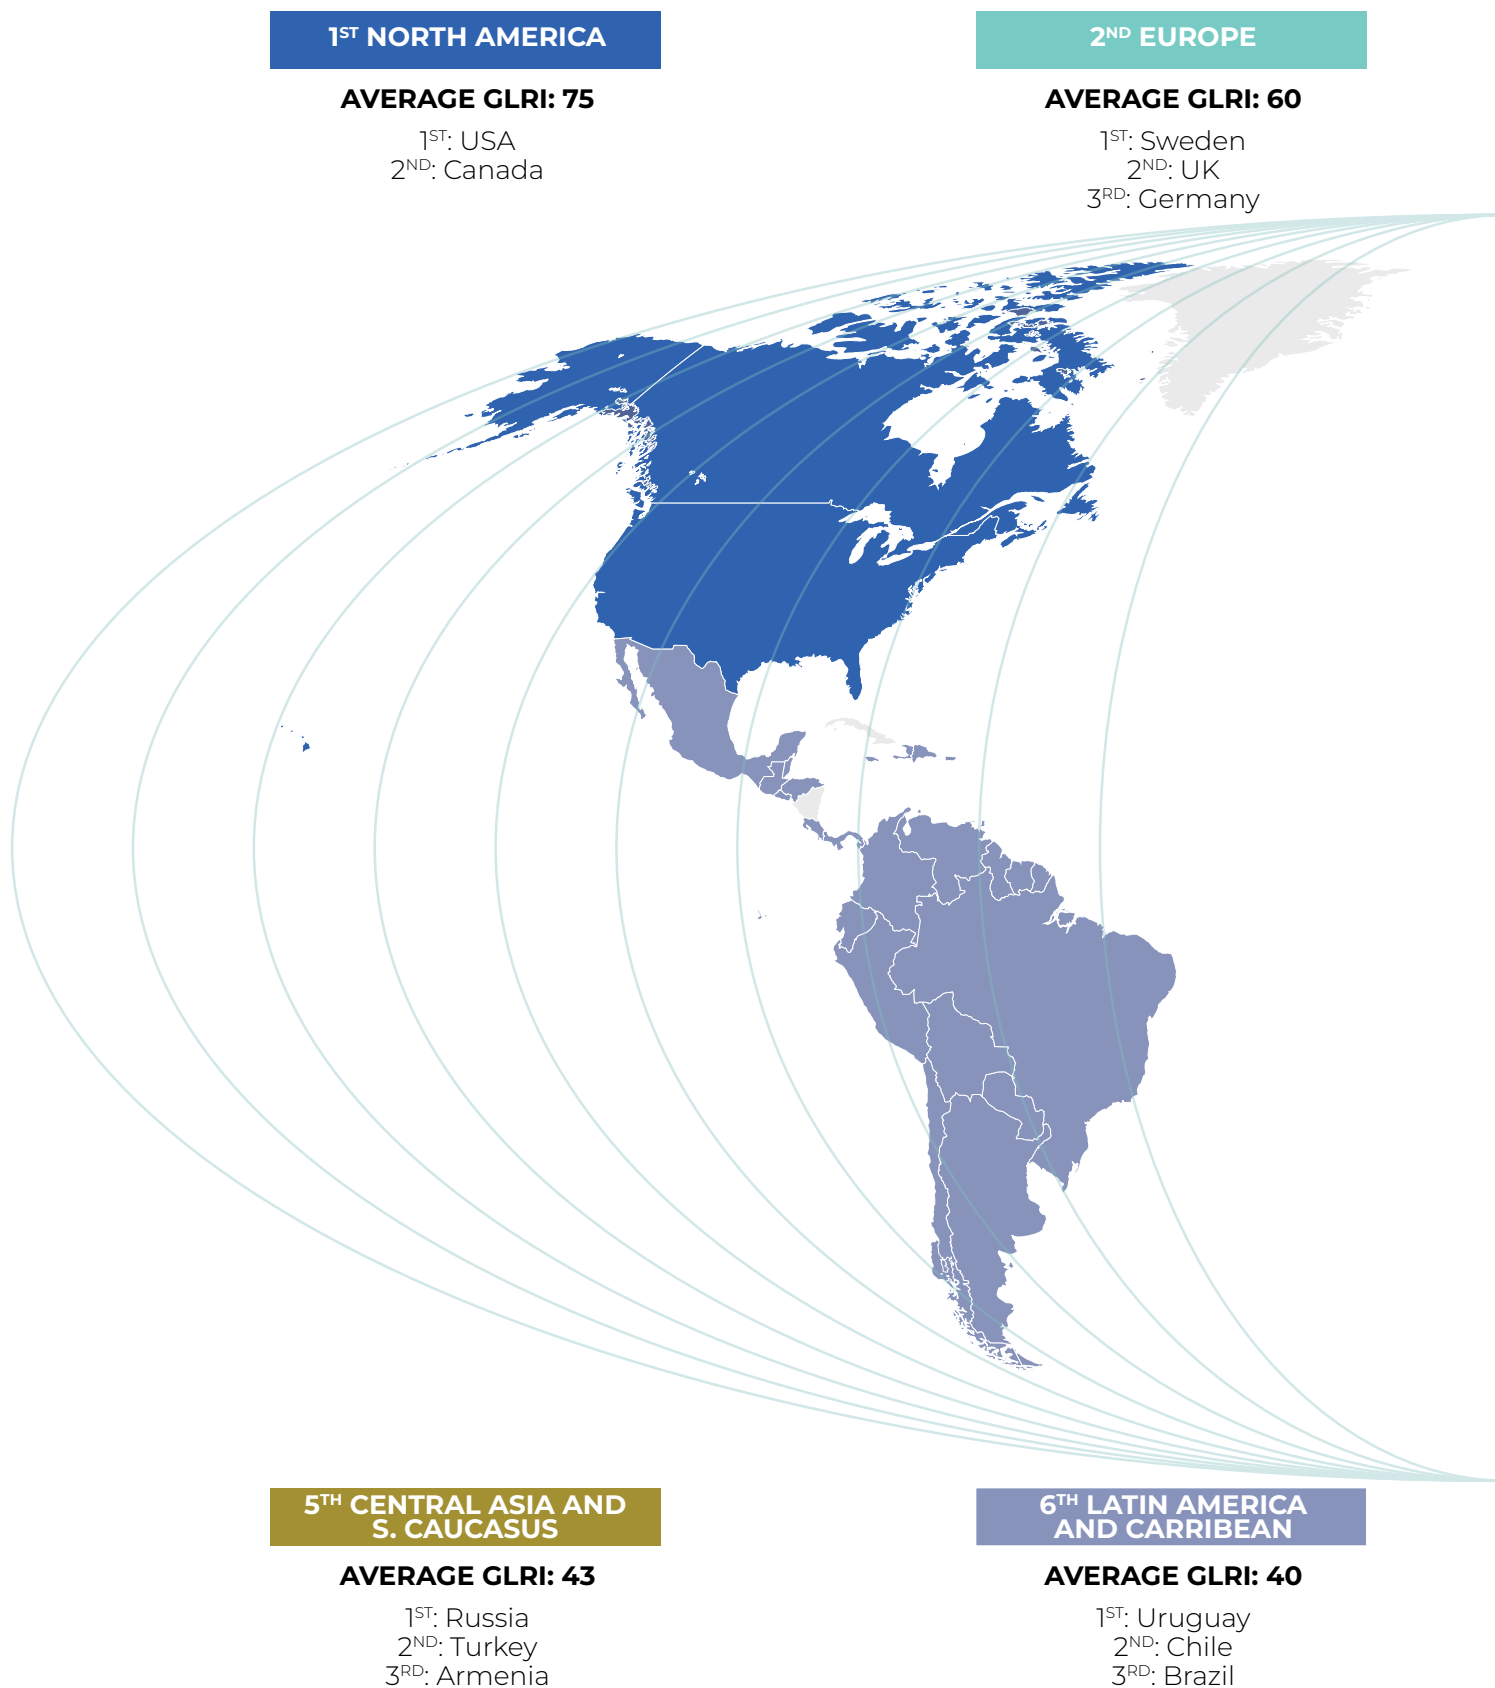 1ST NORTH AMERICA
AVERAGE GLRI: 75
1ST: USA
2ND: Canada
2ND EUROPE
AVERAGE GLRI: 60
1ST: Sweden
2ND: UK
3RD: Germany
5TH CENTRAL ASIA AND
S. CAUCASUS
AVERAGE GLRI: 43
1ST: Russia
2ND: Turkey
3RD: Armenia
6TH LATIN AMERICA
AND CARRIBEAN
AVERAGE GLRI: 40
1ST: Uruguay
2ND: Chile
3RD: Brazil